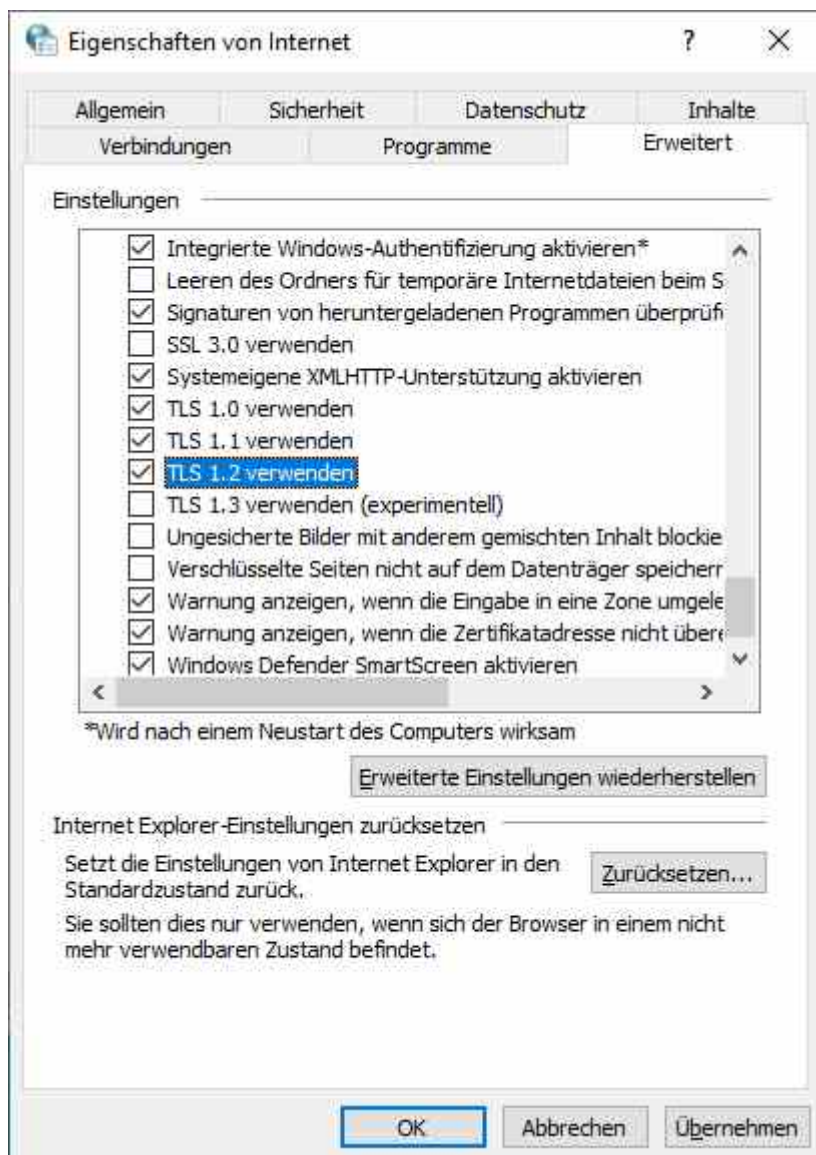 Eigenschaften von Internet
Allgemein Sicherheit Datenschutz Inhalte
Verbindungen Programme Erweitert
Einstellungen
Integrierte Windows-Authentifizierung aktivieren*
Leeren des Ordners für temporäre Internetdateien beim S
Signaturen von heruntergeladenen Programmen überprüf
SSL 3.0 verwenden
Systemeigene XMLHTTP-Unterstützung aktivieren
TLS 1.0 verwenden
TLS 1.1 verwenden
TLS 1.2 verwenden
TLS 1.3 verwenden (experimentell)
Ungesicherte Bilder mit anderem gemischten Inhalt blockie
Verschlüsselte Seiten nicht auf dem Datenträger speicher
Warnung anzeigen, wenn die Eingabe in eine Zone umgele
Warnung anzeigen, wenn die Zertifikatadresse nicht übere
Windows Defender SmartScreen aktivieren
*Wird nach einem Neustart des Computers wirksam
Erweiterte Einstellungen wiederherstellen
Internet Explorer-Einstellungen zurücksetzen
Setzt die Einstellungen von Internet Explorer in den
Standardzustand zurück.
Zurücksetzen...
Sie sollten dies nur verwenden, wenn sich der Browser in einem nicht
mehr verwendbaren Zustand befindet.
OK Abbrechen Übernehmen